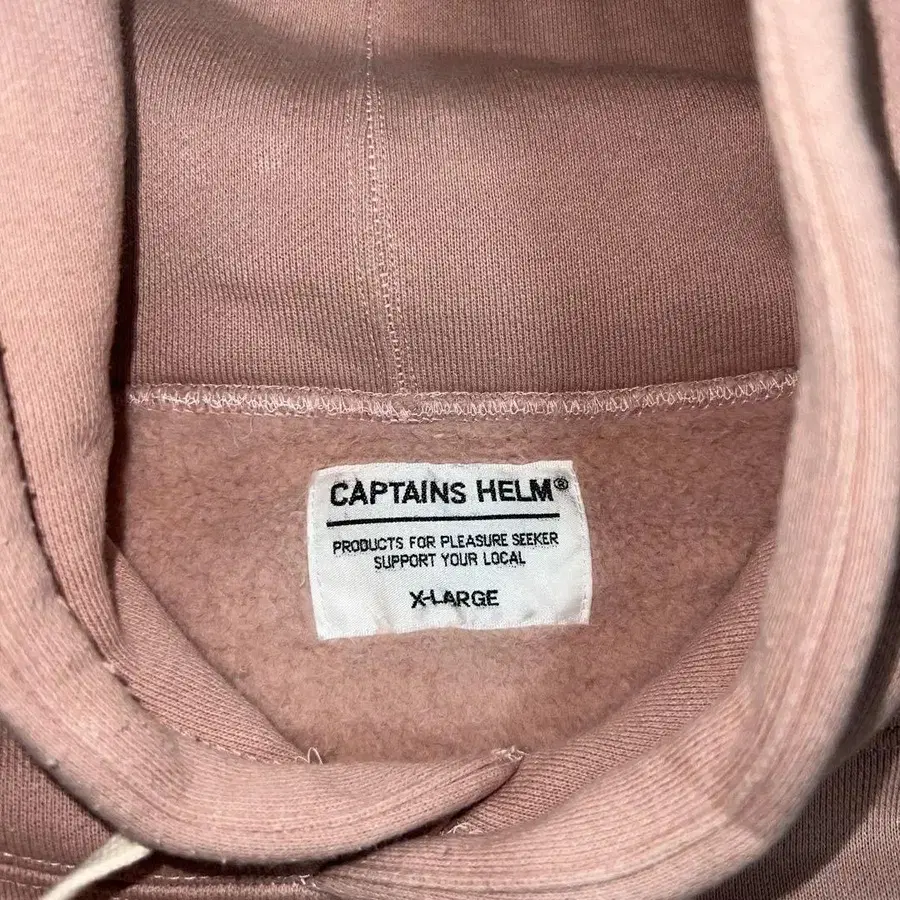 CAPTAINS HELM®
PRODUCTS FOR PLEASURE SEEKER
SUPPORT YOUR LOCAL
X-LARGE